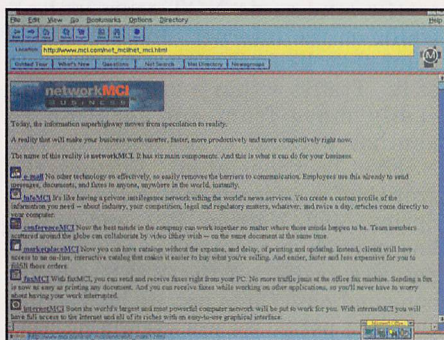 File Edit View Go Bookmarks Options Directory Help
Location: http://www.mci.com/net_mci/net_mci.html
Guided Tour What's New Questions Net Search Net Directory Newsgroups
networkMCI
BUSINESS
Today, the information superhighway moves from speculation to reality.
A reality that will make your business work smarter, faster, more productively and more competitively right now.
The name of this reality is networkMCI. It has six main components. And this is what it can do for your business.
e-mail No other technology so effectively, so easily removes the barriers to communication. Employees use this already to send
messages, documents, and faxes to anyone, anywhere in the world, instantly.
infoMCI It's like having a private intelligence network riding the world's news services. You create a custom profile of the
information you need -- about industry, your competition, legal and regulatory matters, whatever, and twice a day, articles come directly to
your computer.
conferenceMCI Now the best minds in the company can work together no matter where those minds happen to be. Team members
scattered around the globe can collaborate by video library wish -- on the same document at the same time.
marketplaceMCI Now you can have catalogs without the expense, and delay, of printing and updating. Instead, clients will have
access to an on-line, interactive catalog that makes it easier to buy what you're selling. And easier, faster and less expensive for you to
fulfill those orders.
faxMCI With faxMCI, you can send and receive faxes right from your PC. No more traffic jams at the office fax machine. Sending a fax
is as easy as printing any document. And you can receive faxes while working on other applications, so you'll never have to worry
about having your work interrupted.
internetMCI Soon the world's largest and most powerful computer network will be put to work for you. With internetMCI you will
have full access to the Internet and all of its riches with an easy-to-use graphical interface.
Microsoft Office